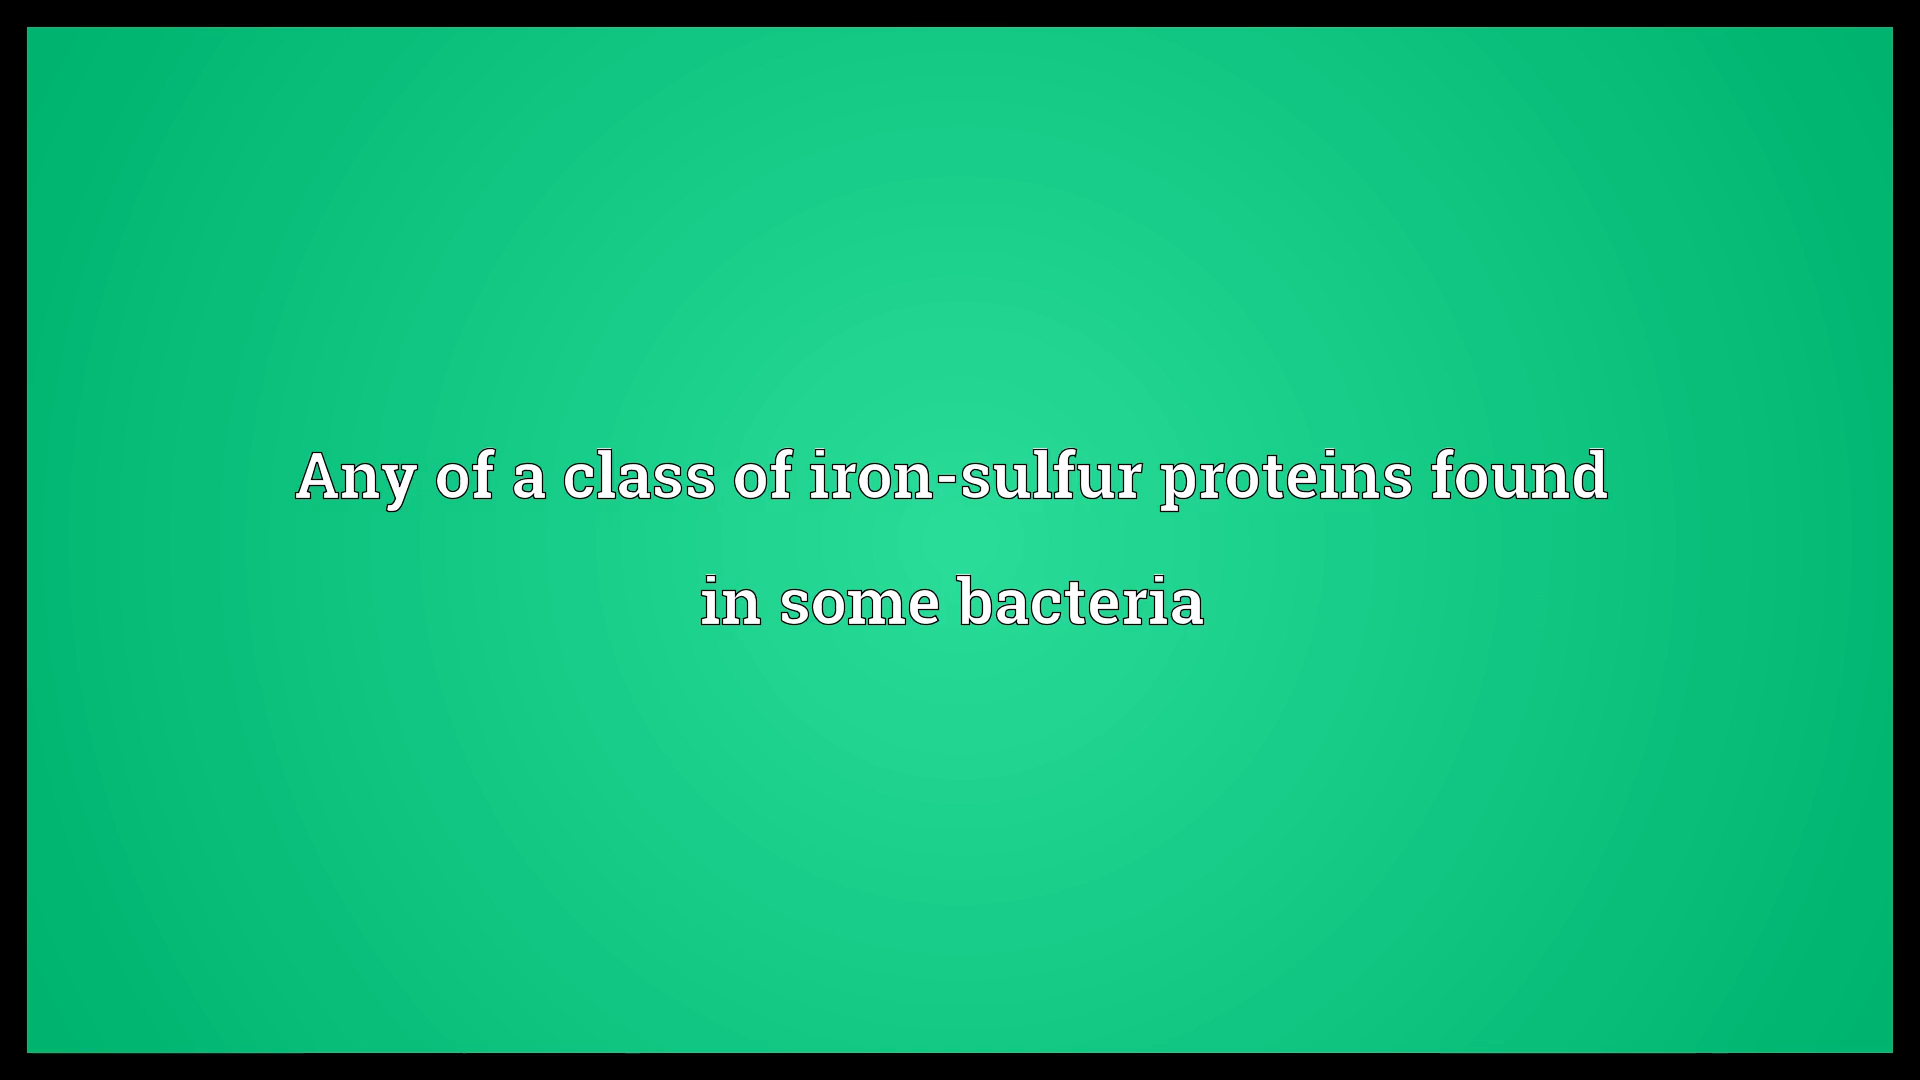 Any of a class of iron-sulfur proteins found
in some bacteria